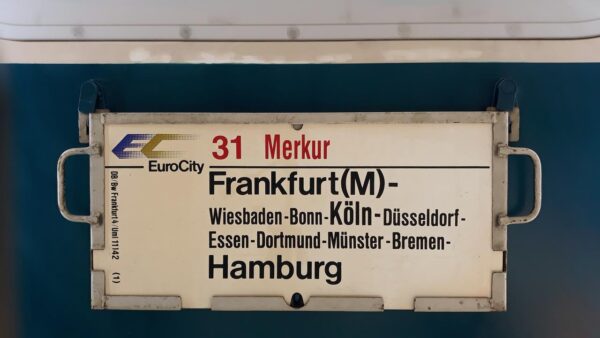 EC EuroCity
31 Merkur
Frankfurt(M)-
Wiesbaden-Bonn-Köln-Düsseldorf-
Essen-Dortmund-Münster-Bremen-
Hamburg